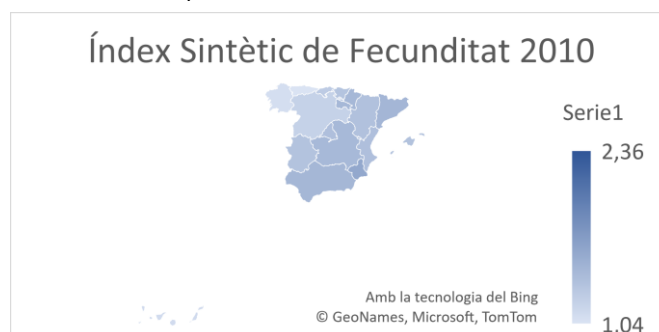 Índex Sintètic de Fecunditat 2010
Serie1
2,36
1,04
Amb la tecnologia del Bing
© GeoNames, Microsoft, TomTom